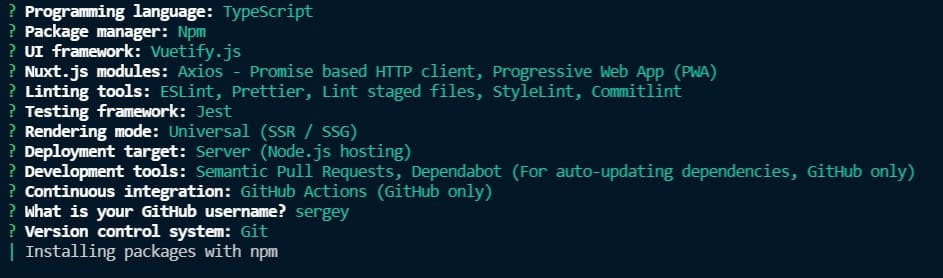 ? Programming language: TypeScript
? Package manager: Npm
? UI framework: Vuetify.js
? Nuxt.js modules: Axios - Promise based HTTP client, Progressive Web App (PWA)
? Linting tools: ESLint, Prettier, Lint staged files, StyleLint, Commitlint
? Testing framework: Jest
? Rendering mode: Universal (SSR / SSG)
? Deployment target: Server (Node.js hosting)
? Development tools: Semantic Pull Requests, Dependabot (For auto-updating dependencies, GitHub only)
? Continuous integration: GitHub Actions (GitHub only)
? What is your GitHub username? sergey
? Version control system: Git
| Installing packages with npm